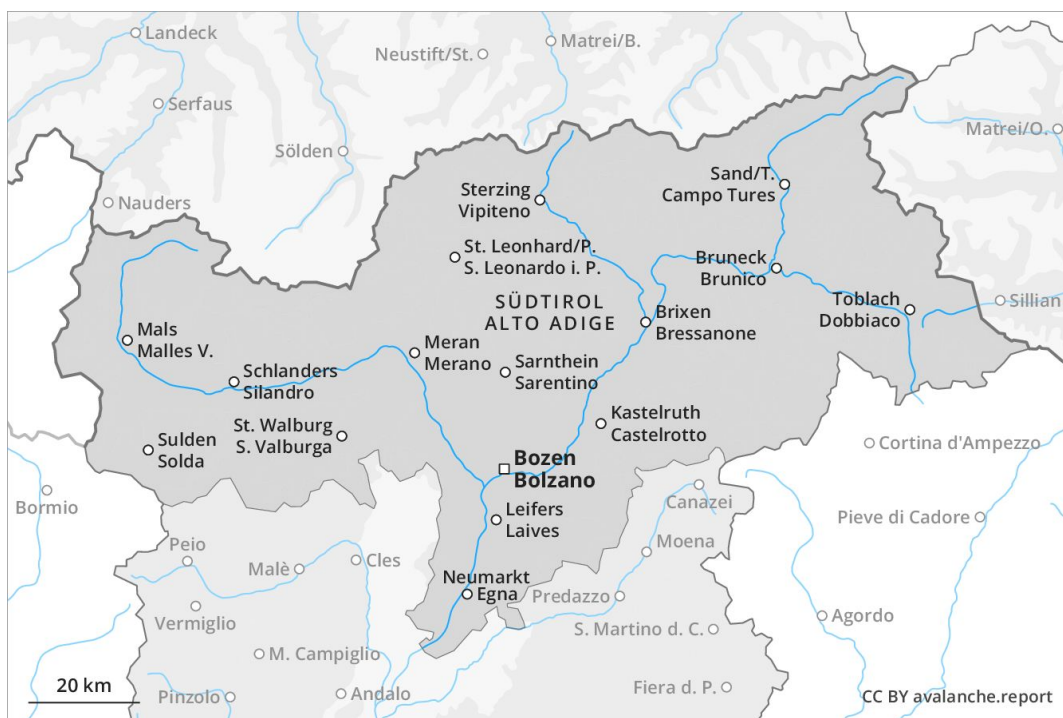 Landeck
Matrei/B.
Neustift/St.
Serfaus
Matrei/O.
Sölden
Sand/T.
Campo Tures
Sterzing
Vipiteno
Nauders
St. Leonhard/P.
S. Leonardo i. P.
Bruneck
Brunico
SÜDTIROL
ALTO ADIGE
Toblach
Dobbiaco
Sillian
Brixen
Bressanone
Mals
Malles V.
Meran
Merano
Sarnthein
Sarentino
Schlanders
Silandro
Kastelruth
Castelrotto
St. Walburg
S. Valburga
Sulden
Solda
Cortina d'Ampezzo
Bozen
Bolzano
Bormio
Canazei
Leifers
Laives
Pieve di Cadore
Peio
Malè
Cles
Moena
Neumarkt
Egna
Predazzo
Vermiglio
Agordo
S. Martino d. C.
M. Campiglio
20 km
Pinzolo
Andalo
Fiera d. P.
CC BY avalanche.report